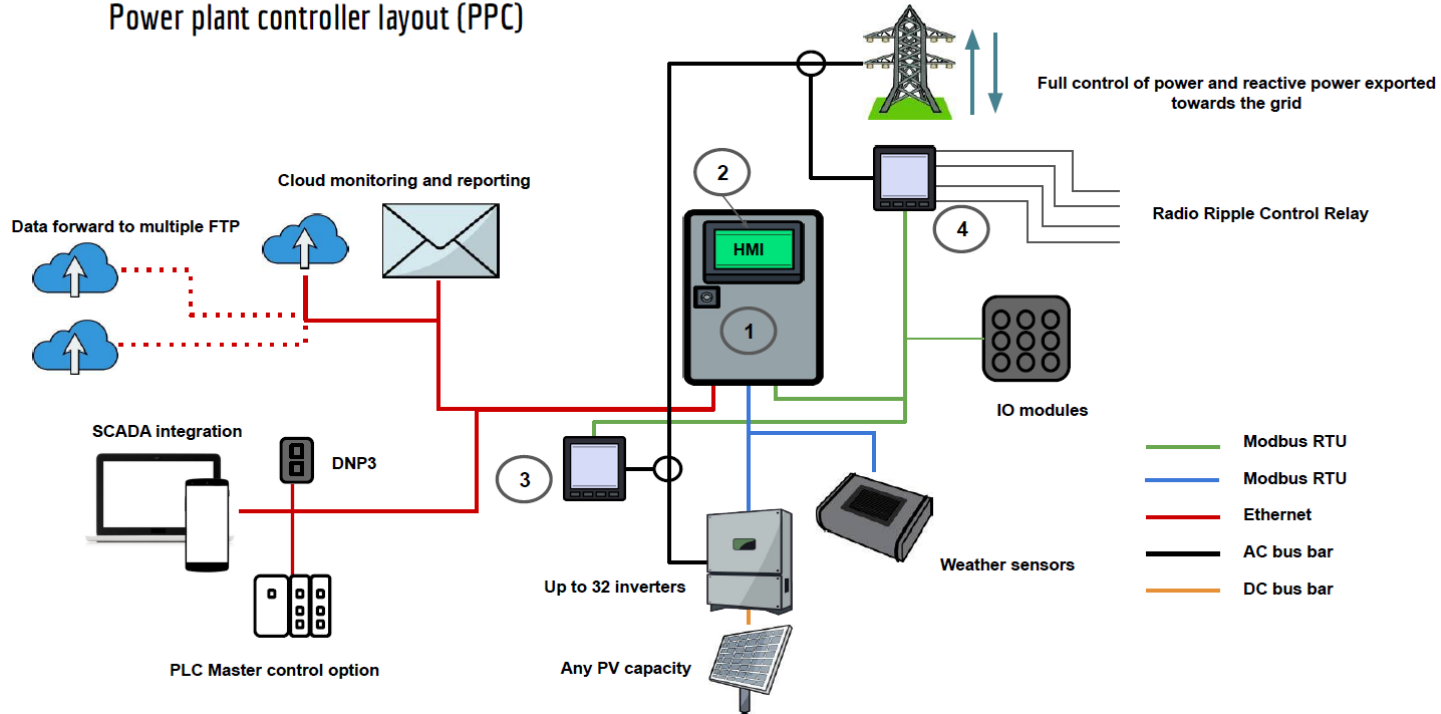 Power plant controller layout (PPC)
Full control of power and reactive power exported
towards the grid
2
Cloud monitoring and reporting
Data forward to multiple FTP
HMI
4
Radio Ripple Control Relay
1
IO modules
SCADA integration
DNP3
3
Modbus RTU
Modbus RTU
Ethernet
AC bus bar
DC bus bar
Weather sensors
Up to 32 inverters
PLC Master control option
Any PV capacity